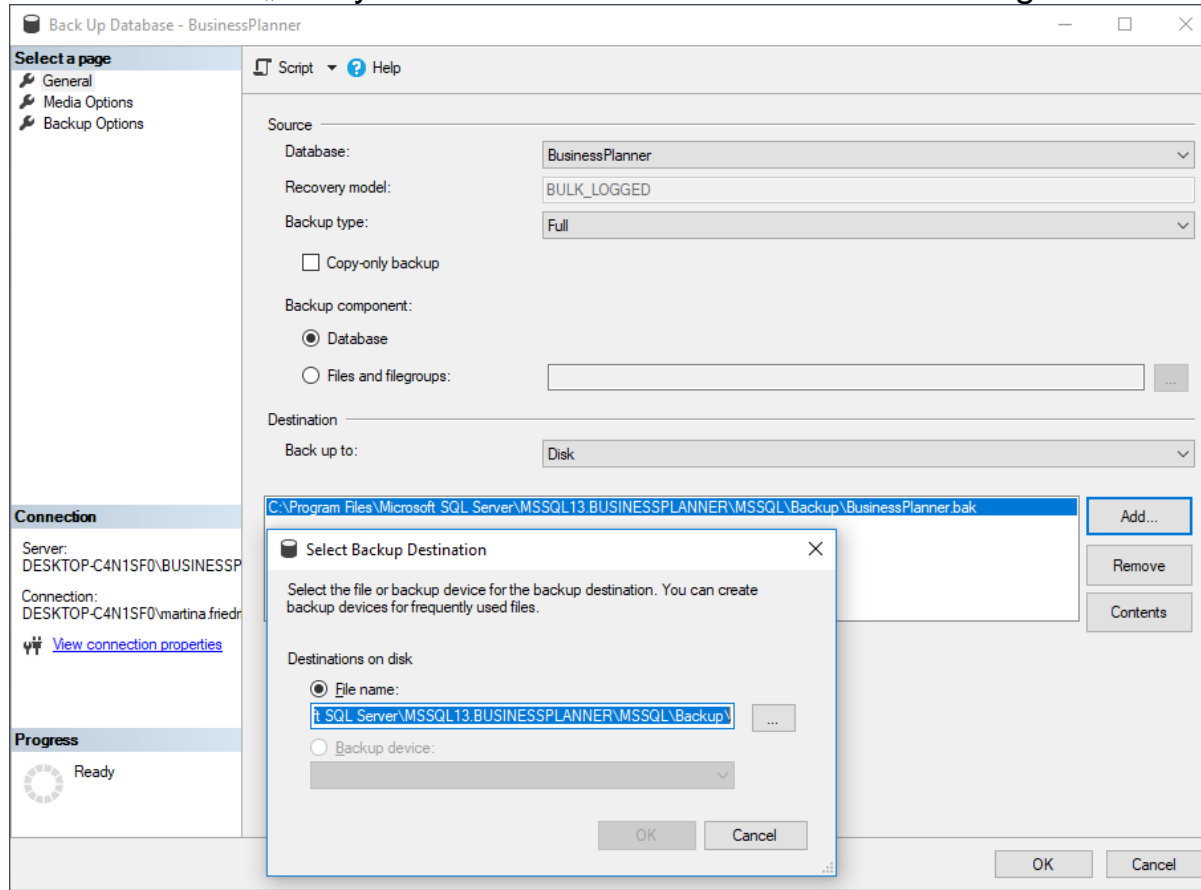 Back Up Database - BusinessPlanner
Select a page
General
Media Options
Backup Options
Script
Help
Source
Database:
BusinessPlanner
Recovery model:
BULK_LOGGED
Backup type:
Full
Copy-only backup
Backup component:
Database
Files and filegroups:
...
Destination
Back up to:
Disk
C:\Program Files\Microsoft SQL Server\MSSQL13.BUSINESSPLANNER\MSSQL\Backup\BusinessPlanner.bak
Add...
Remove
Contents
Connection
Server:
DESKTOP-C4N1SF0\BUSINESSP
Connection:
DESKTOP-C4N1SF0\martina.friedr
View connection properties
Progress
Ready
Select Backup Destination
Select the file or backup device for the backup destination. You can create
backup devices for frequently used files.
Destinations on disk
File name:
ft SQL Server\MSSQL13.BUSINESSPLANNER\MSSQL\Backup\
...
Backup device:
OK
Cancel
OK
Cancel